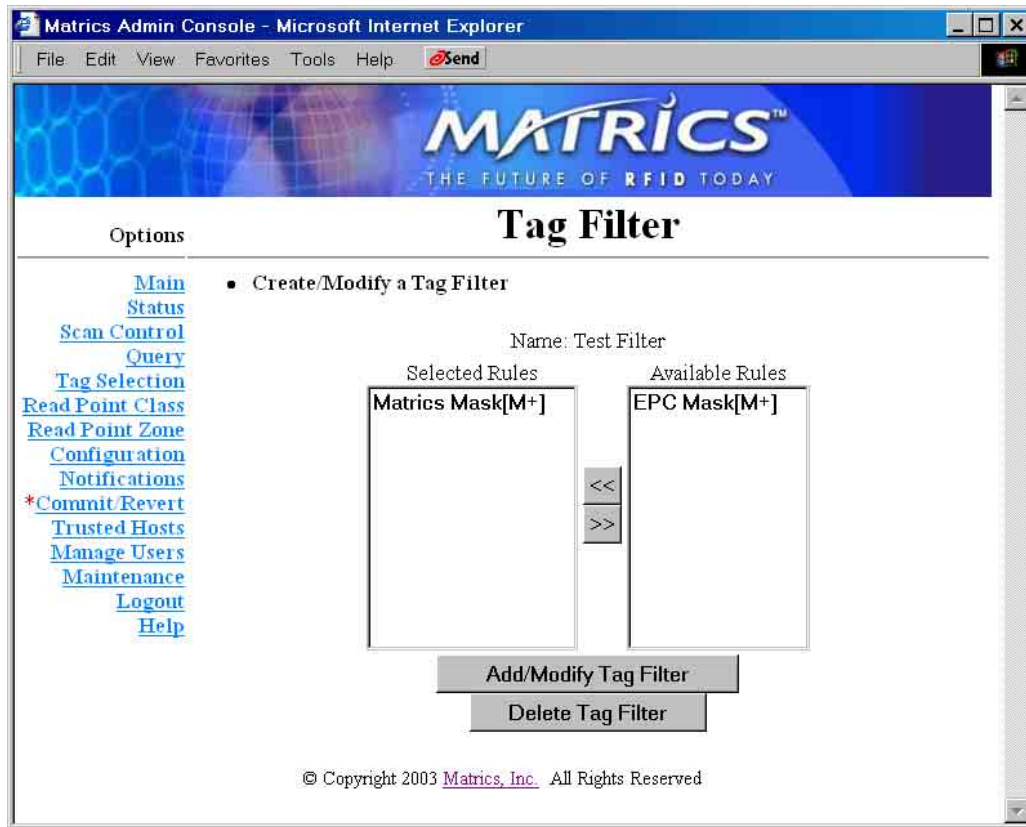 Matrics Admin Console - Microsoft Internet Explorer
File Edit View Favorites Tools Help Send
MATRICS™
THE FUTURE OF RFID TODAY
Options
Tag Filter
Main
Status
Scan Control
Query
Tag Selection
Read Point Class
Read Point Zone
Configuration
Notifications
*Commit/Revert
Trusted Hosts
Manage Users
Maintenance
Logout
Help
• Create/Modify a Tag Filter
Name: Test Filter
Selected Rules
Available Rules
Matrics Mask[M+]
EPC Mask[M+]
<<
>>
Add/Modify Tag Filter
Delete Tag Filter
© Copyright 2003 Matrics, Inc. All Rights Reserved